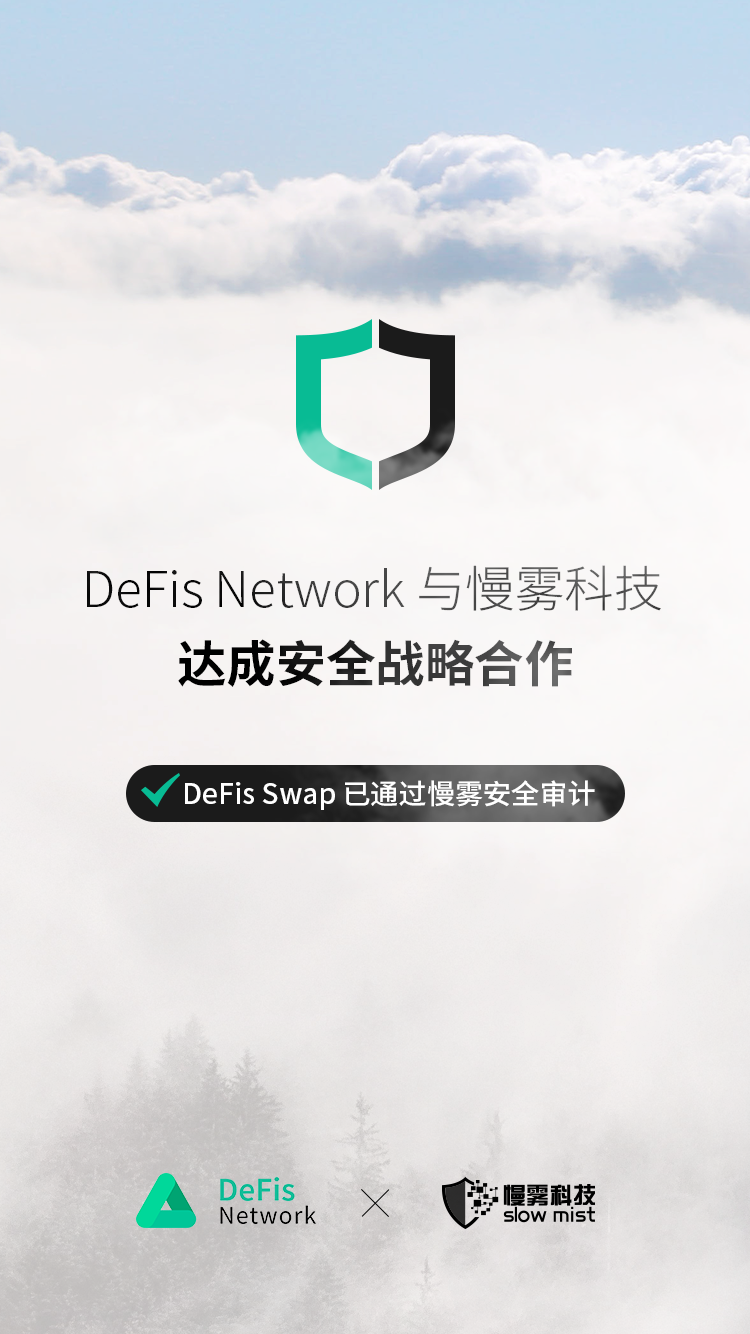 DeFis Network 与慢雾科技
达成安全战略合作
DeFis Swap 已通过慢雾安全审计
DeFis
Network
慢雾科技
slow mist